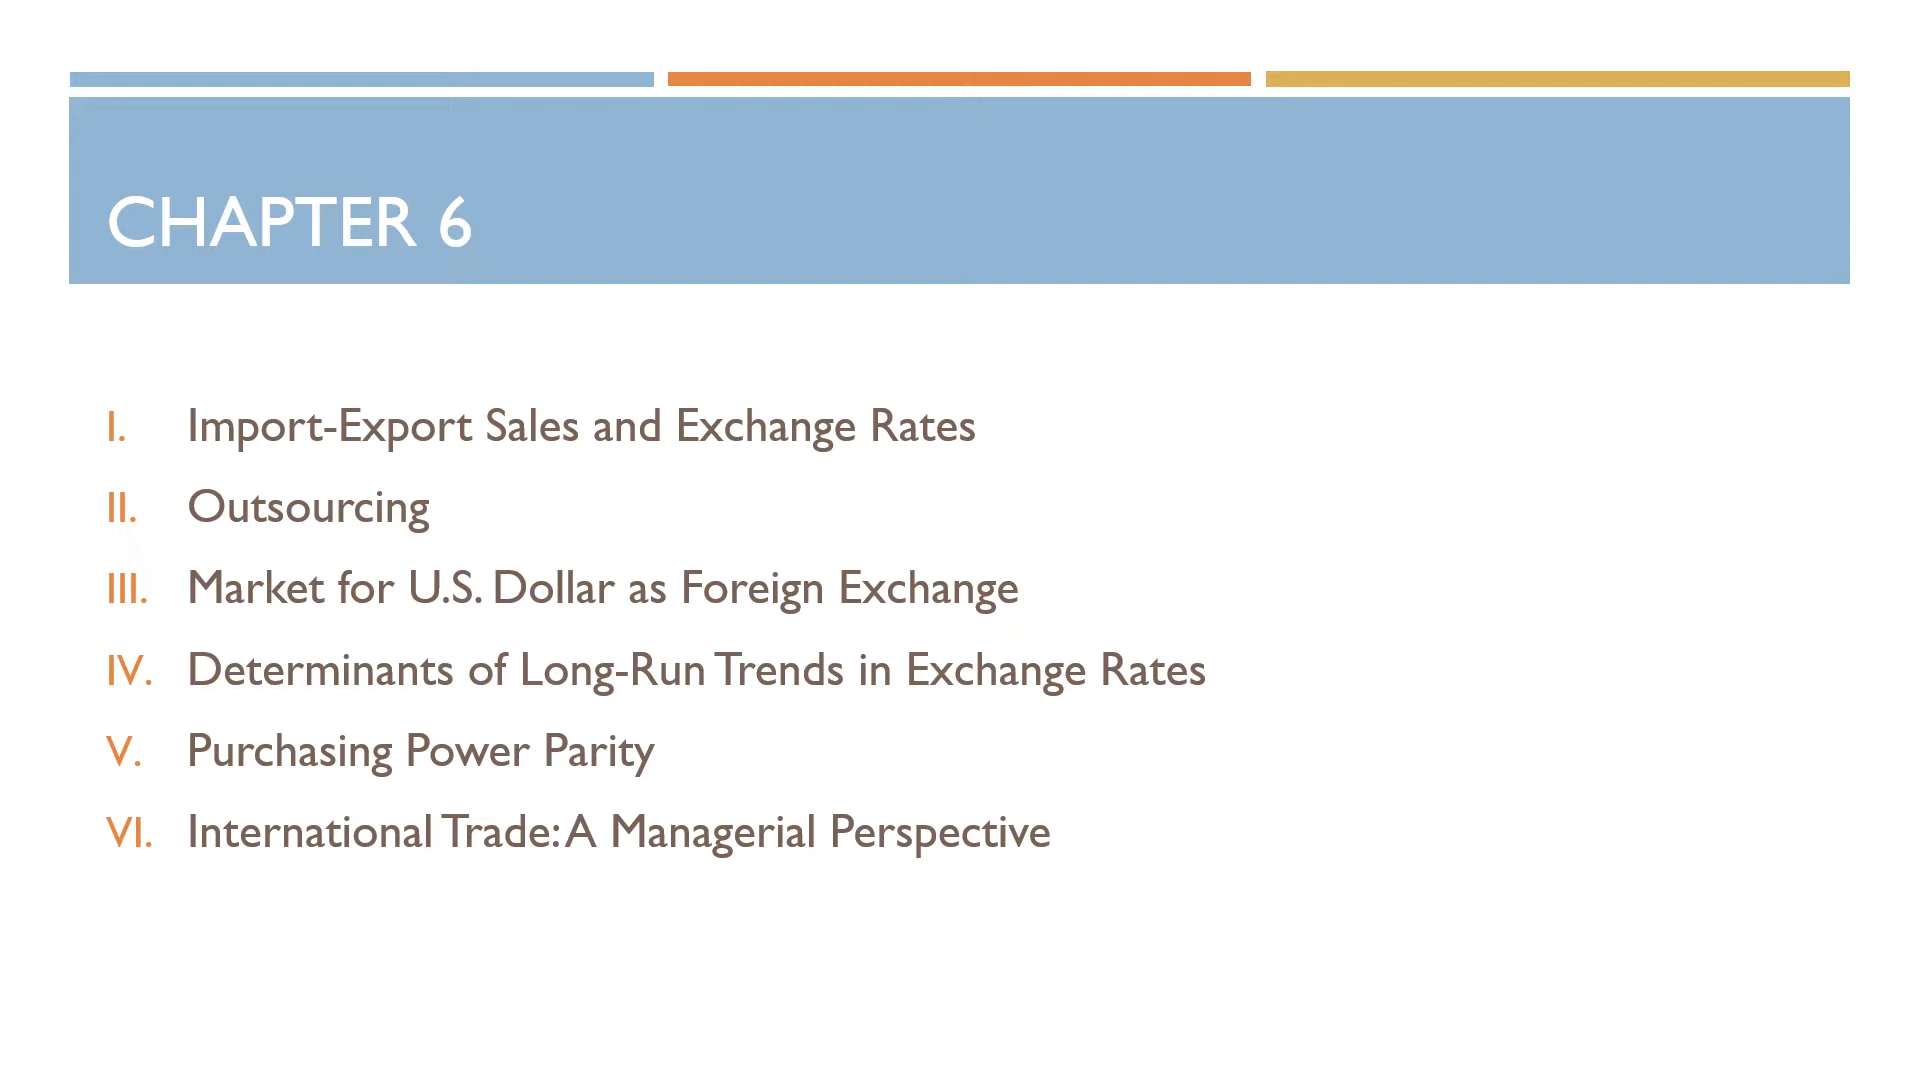 CHAPTER 6
I. Import-Export Sales and Exchange Rates
II. Outsourcing
III. Market for U.S. Dollar as Foreign Exchange
IV. Determinants of Long-Run Trends in Exchange Rates
V. Purchasing Power Parity
VI. International Trade: A Managerial Perspective